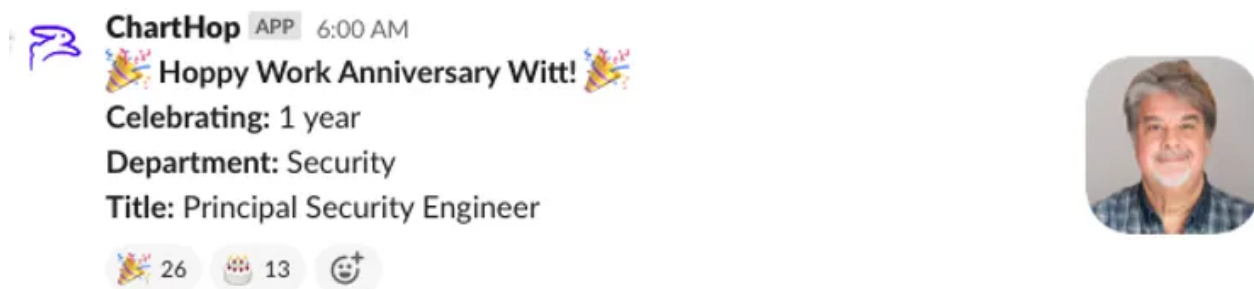 ChartHop APP 6:00 AM
Hoppy Work Anniversary Witt!
Celebrating: 1 year
Department: Security
Title: Principal Security Engineer
26 13